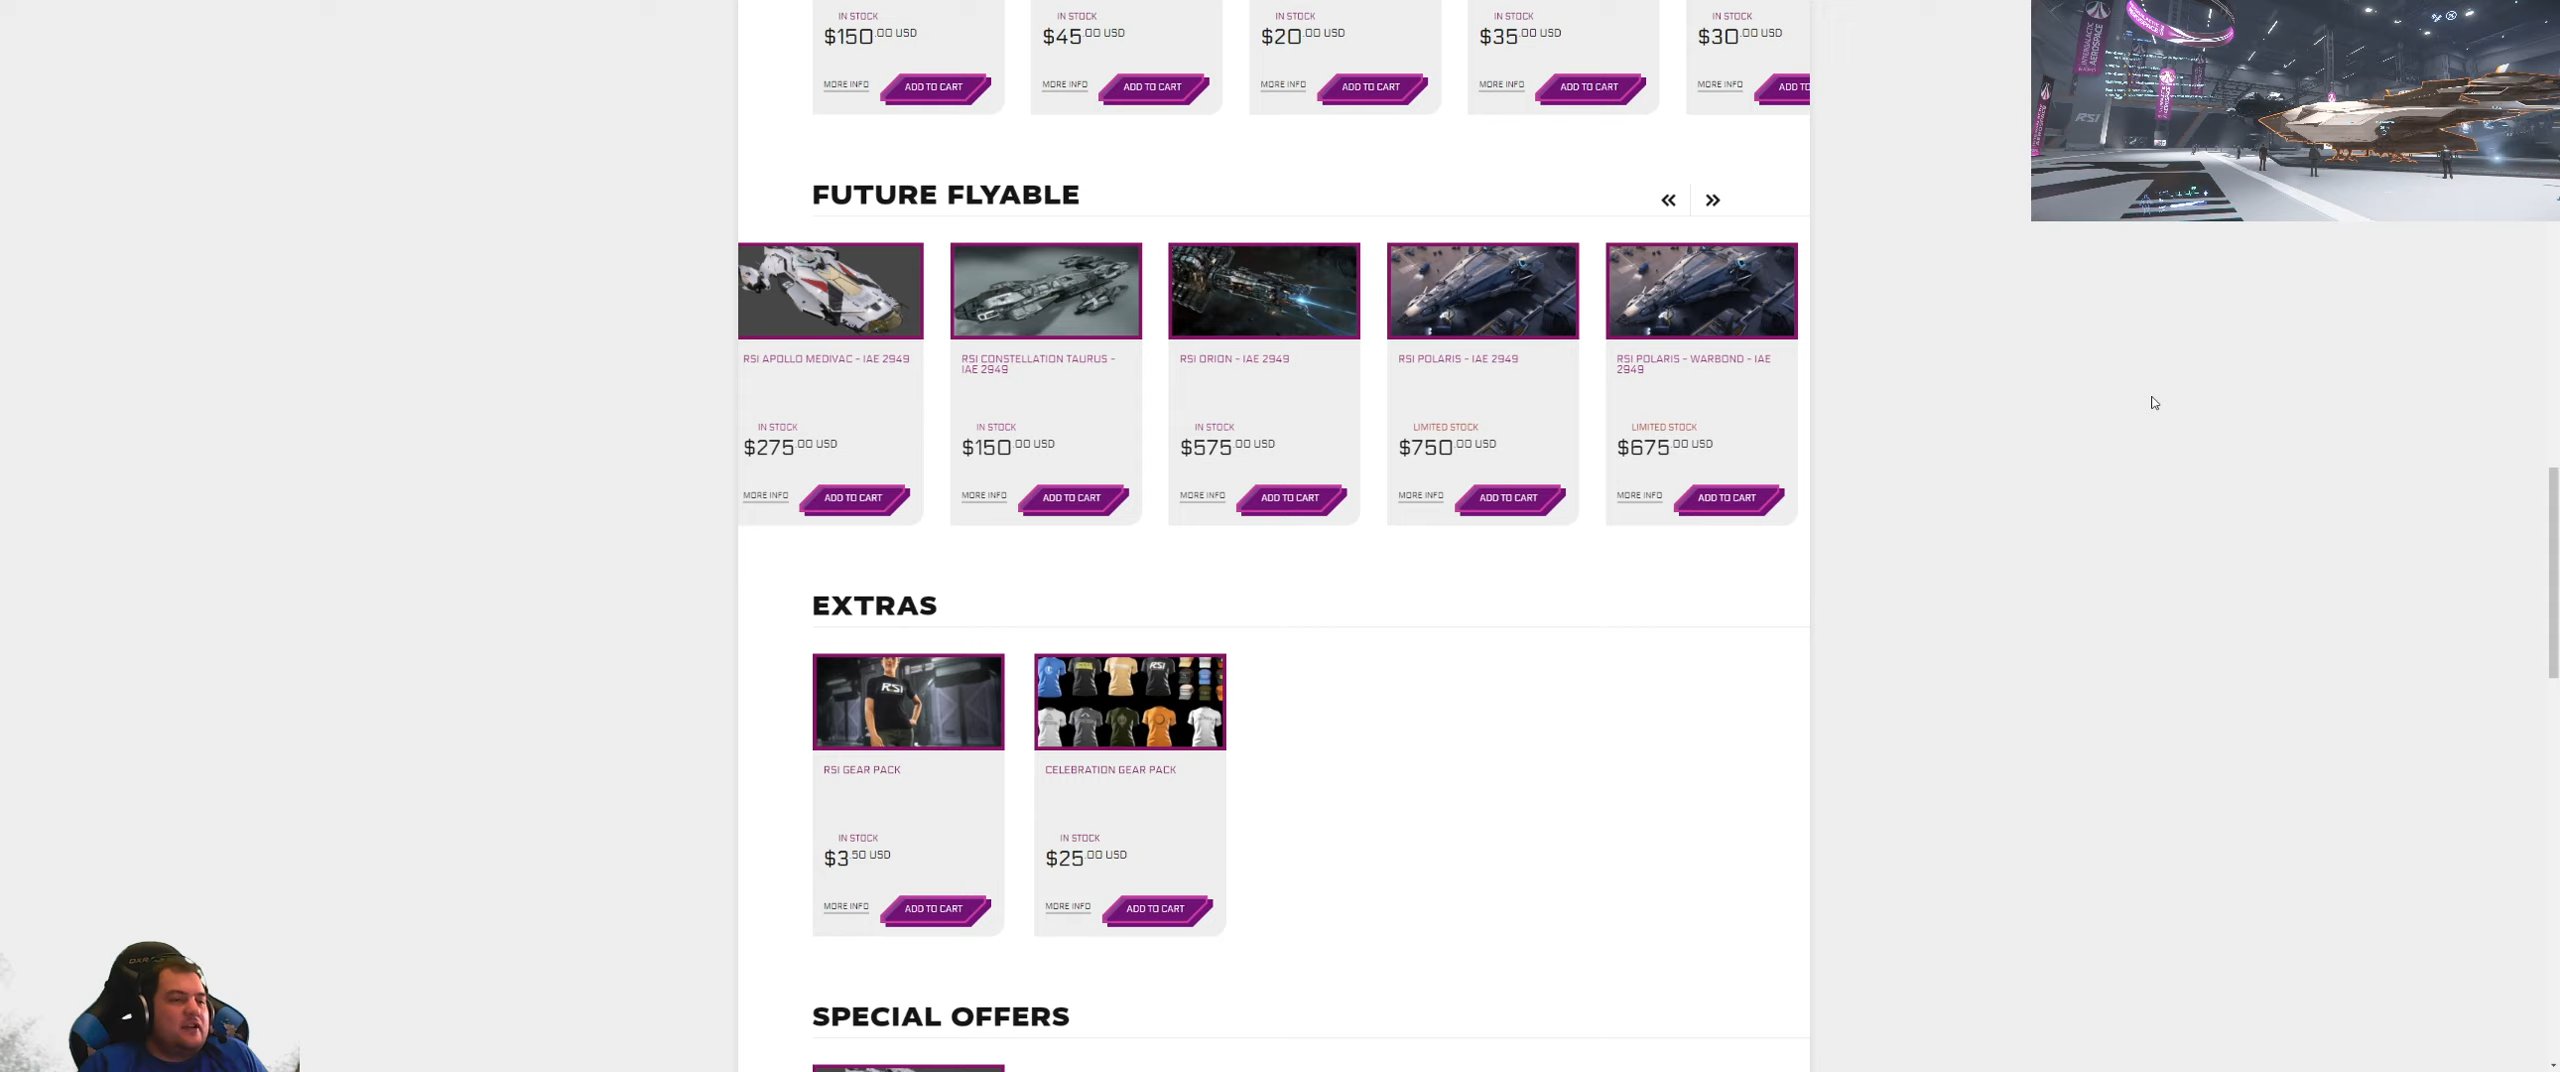 IN STOCK
$150.00 USD
MORE INFO
ADD TO CART
IN STOCK
$45.00 USD
MORE INFO
ADD TO CART
IN STOCK
$20.00 USD
MORE INFO
ADD TO CART
IN STOCK
$35.00 USD
MORE INFO
ADD TO CART
IN STOCK
$30.00 USD
MORE INFO
ADD TO
INTERGALACTIC
AEROSPACE
RSI
FUTURE FLYABLE
« »
RSI APOLLO MEDIVAC - IAE 2949
IN STOCK
$275.00 USD
MORE INFO
ADD TO CART
RSI CONSTELLATION TAURUS -
IAE 2949
IN STOCK
$150.00 USD
MORE INFO
ADD TO CART
RSI ORION - IAE 2949
IN STOCK
$575.00 USD
MORE INFO
ADD TO CART
RSI POLARIS - IAE 2949
LIMITED STOCK
$750.00 USD
MORE INFO
ADD TO CART
RSI POLARIS - WARBOND - IAE
2949
LIMITED STOCK
$675.00 USD
MORE INFO
ADD TO CART
EXTRAS
RSI
RSI GEAR PACK
IN STOCK
$3.50 USD
MORE INFO
ADD TO CART
RSI
CELEBRATION GEAR PACK
IN STOCK
$25.00 USD
MORE INFO
ADD TO CART
SPECIAL OFFERS